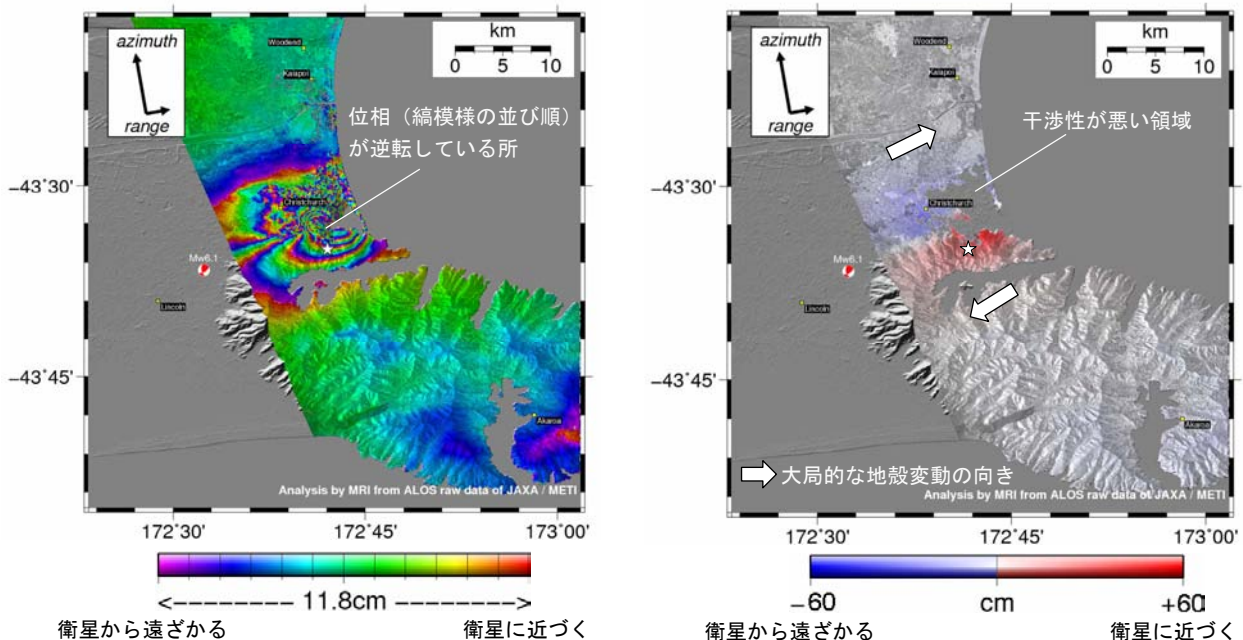 azimuth
range
km
0 5 10
Woodend
Kaiapoi
位相（縞模様の並び順）
が逆転している所
−43°30'
Christchurch
Mw6.1
Lincoln
−43°45'
Akaroa
Analysis by MRI from ALOS raw data of JAXA / METI
172°30' 172°45' 173°00'
<------- 11.8cm ------->
衛星から遠ざかる 衛星に近づく
azimuth
range
km
0 5 10
Woodend
Kaiapoi
干渉性が悪い領域
−43°30'
Christchurch
Mw6.1
Lincoln
−43°45'
Akaroa
大局的な地殻変動の向き
Analysis by MRI from ALOS raw data of JAXA / METI
172°30' 172°45' 173°00'
−60 cm +60
衛星から遠ざかる 衛星に近づく